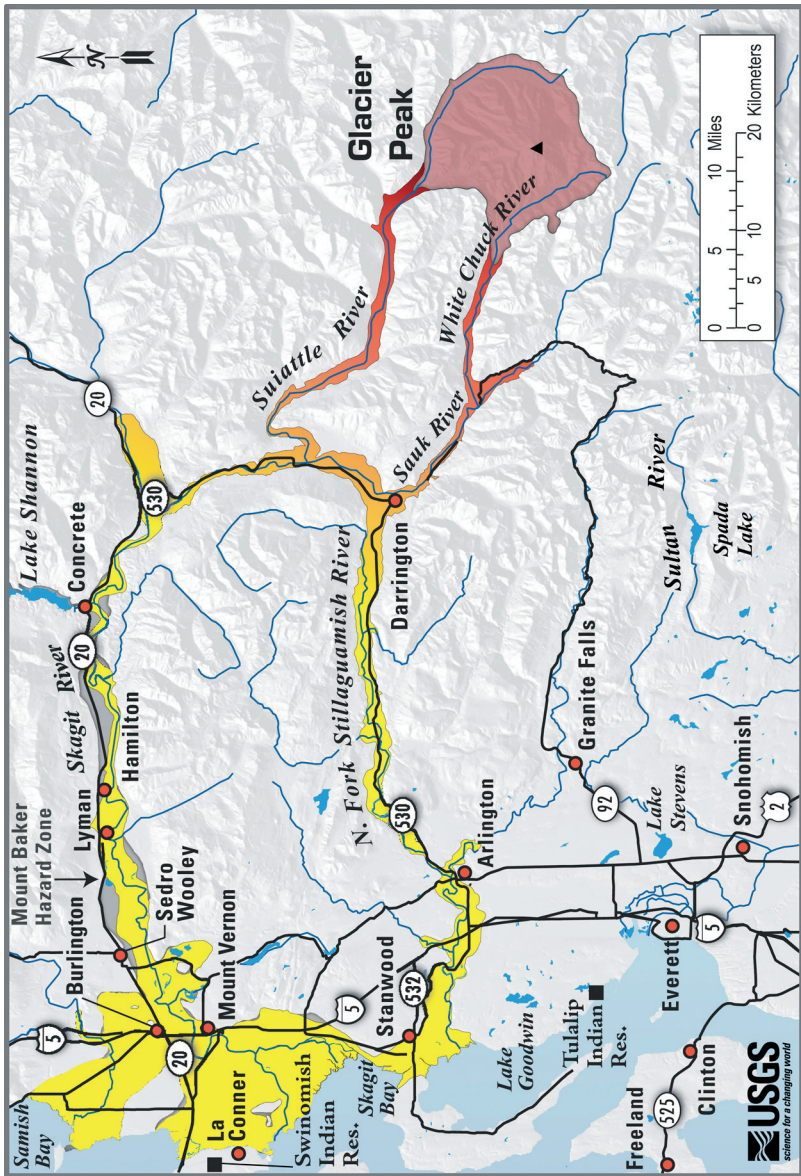 Samish
Bay
5
Burlington
Mount Baker
Hazard Zone
Lyman
Skagit River
20
Concrete
Lake Shannon
20
N
Hamilton
Sedro
Wooley
530
20
Mount Vernon
La
Conner
Swinomish
Indian
Res.
Skagit
Bay
Suiattle River
Glacier
Peak
5
Stanwood
532
N. Fork Stillaguamish River
530
Darrington
Sauk River
White Chuck River
Arlington
Lake
Goodwin
Tulalip
Indian
Res.
Granite Falls
92
Lake
Stevens
Sultan River
Spada
Lake
Everett
5
Snohomish
2
Freeland
525
Clinton
0 5 10 Miles
0 5 10 20 Kilometers
USGS
science for a changing world